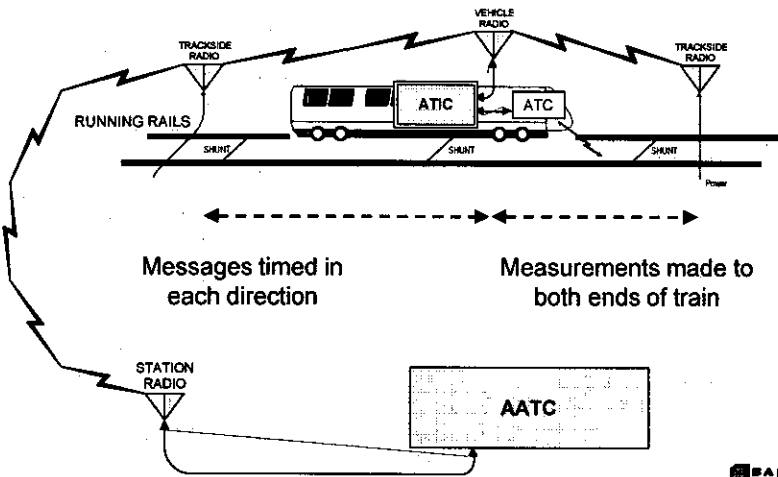 VEHICLE
RADIO
TRACKSIDE
RADIO
TRACKSIDE
RADIO
ATIC
ATC
RUNNING RAILS
SHUNT
SHUNT
SHUNT
Power
Messages timed in
each direction
Measurements made to
both ends of train
STATION
RADIO
AATC